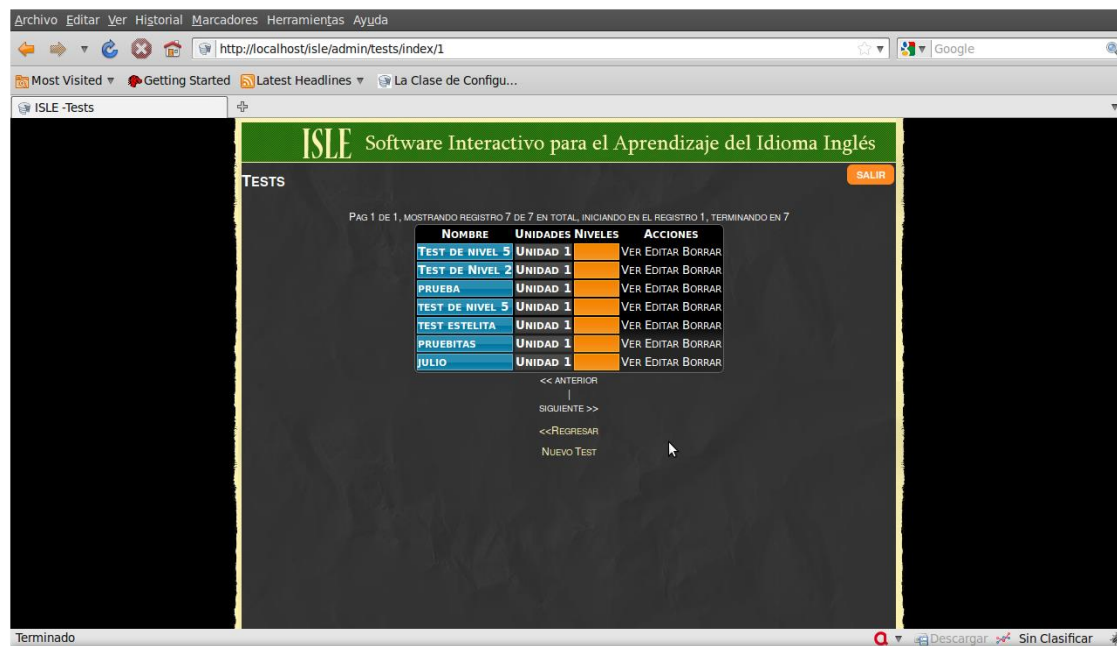 Archivo Editar Ver Historial Marcadores Herramientas Ayuda
http://localhost/isle/admin/tests/index/1 Google
Most Visited Getting Started Latest Headlines La Clase de Configu...
ISLE -Tests
ISLE Software Interactivo para el Aprendizaje del Idioma Inglés
SALIR
TESTS
PAG 1 DE 1, MOSTRANDO REGISTRO 7 DE 7 EN TOTAL, INICIANDO EN EL REGISTRO 1, TERMINANDO EN 7
NOMBRE UNIDADES NIVELES ACCIONES
TEST DE NIVEL 5 UNIDAD 1 VER EDITAR BORRAR
TEST DE NIVEL 2 UNIDAD 1 VER EDITAR BORRAR
PRUEBA UNIDAD 1 VER EDITAR BORRAR
TEST DE NIVEL 5 UNIDAD 1 VER EDITAR BORRAR
TEST ESTELITA UNIDAD 1 VER EDITAR BORRAR
PRUEBITAS UNIDAD 1 VER EDITAR BORRAR
JULIO UNIDAD 1 VER EDITAR BORRAR
<< ANTERIOR
|
SIGUIENTE >>
<<REGRESAR
NUEVO TEST
Terminado Descargar Sin Clasificar